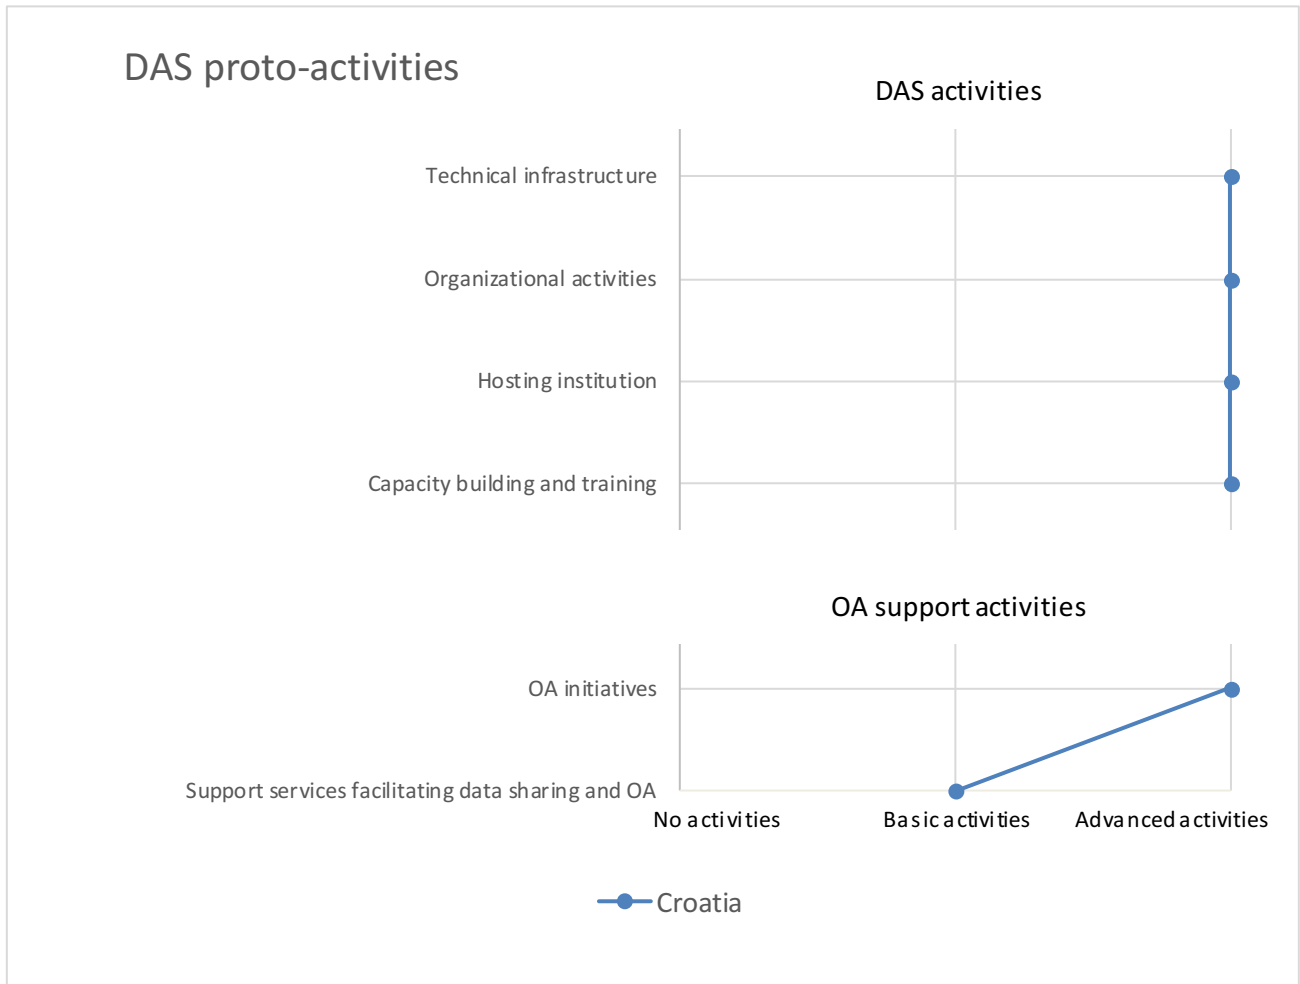 DAS proto-activities
DAS activities
Technical infrastructure
Organizational activities
Hosting institution
Capacity building and training
OA support activities
OA initiatives
Support services facilitating data sharing and OA
No activities Basic activities Advanced activities
Croatia